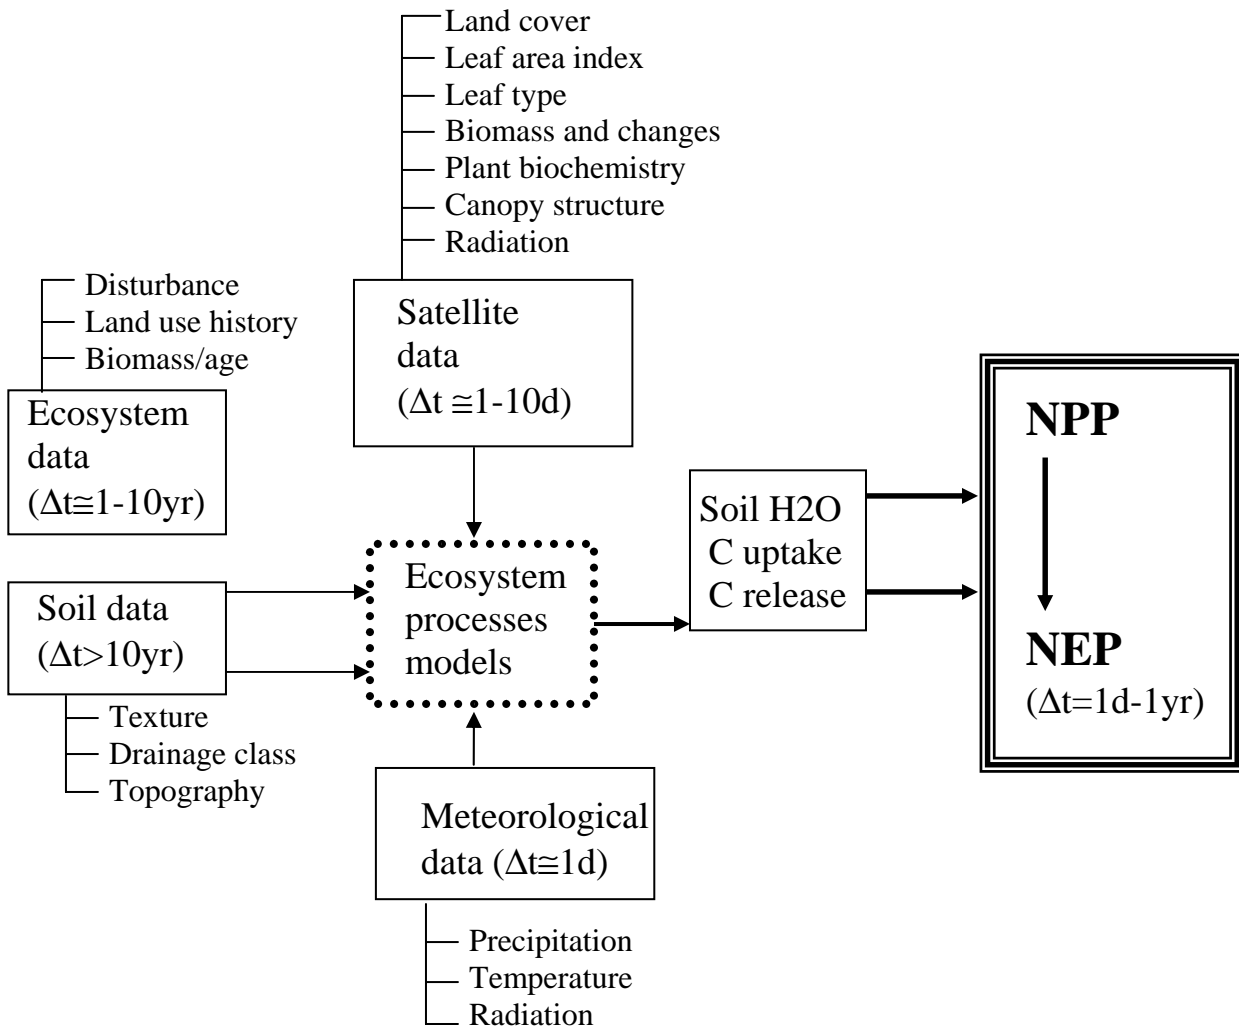 Land cover
Leaf area index
Leaf type
Biomass and changes
Plant biochemistry
Canopy structure
Radiation
Disturbance
Land use history
Biomass/age
Satellite
data
(Δt ≅1-10d)
Ecosystem
data
(Δt≅1-10yr)
NPP
Soil H2O
C uptake
C release
Ecosystem
processes
models
Soil data
(Δt>10yr)
NEP
(Δt=1d-1yr)
Texture
Drainage class
Topography
Meteorological
data (Δt≅1d)
Precipitation
Temperature
Radiation